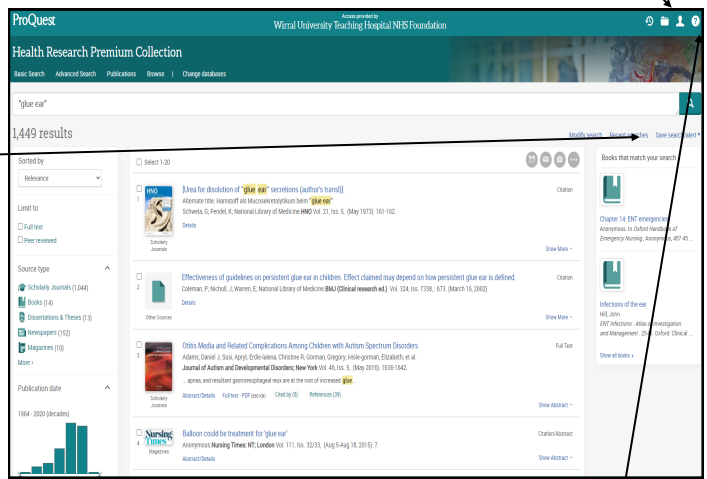 ProQuest
Access provided by
Wirral University Teaching Hospital NHS Foundation
Health Research Premium Collection
Basic Search Advanced Search Publications Browse | Change databases
"glue ear"
1,449 results
Modify search Recent searches Save search/alert
Sorted by
Relevance
Limit to
Full text
Peer reviewed
Source type
Scholarly Journals (1,044)
Books (14)
Dissertations & Theses (13)
Newspapers (152)
Magazines (10)
More ›
Publication date
1964 - 2020 (decades)
Select 1-20
1
HNO
Scholarly
Journals
[Urea for disolution of "glue ear" secretions (author's transl)]
Alternate title: Harnstoff als Mucosekretolytikum beim "glue ear"
Schwela, G; Fendel, K; National Library of Medicine. HNO Vol. 21, Iss. 5, (May 1973): 161-162.
Details
Citation
Show More
2
Other Sources
Effectiveness of guidelines on persistent glue ear in children. Effect claimed may depend on how persistent glue ear is defined.
Coleman, P; Nicholl, J; Warren, E; National Library of Medicine. BMJ (Clinical research ed.) Vol. 324, Iss. 7338, : 673 (March 16, 2002)
Details
Citation
Show More
3
Scholarly
Journals
Otitis Media and Related Complications Among Children with Autism Spectrum Disorders
Adams, Daniel J; Susi, Apryl; Erdie-lalena, Christine R; Gorman, Gregory; Hisle-gorman, Elizabeth; et al.
Journal of Autism and Developmental Disorders; New York Vol. 46, Iss. 5, (May 2016): 1636-1642.
... apnea, and resultant gastroesophageal reux are at the root of increased glue...
Abstract/Details Full text - PDF (390 KB) Cited by (5) References (39)
Full Text
Show Abstract
4
Nursing
Times
Magazines
Balloon could be treatment for 'glue ear'
Anonymous. Nursing Times: NT; London Vol. 111, Iss. 32/33, (Aug 5-Aug 18, 2015): 7.
Abstract/Details
Citation/Abstract
Show Abstract
Books that match your search
Chapter 14: ENT emergencies
Anonymous. In Oxford Handbook of
Emergency Nursing, Anonymous, 457-45 ...
Infections of the ear
Hill, John.
ENT Infections : Atlas of Investigation
and Management . Oxford: Clinical ...
Show all books ›